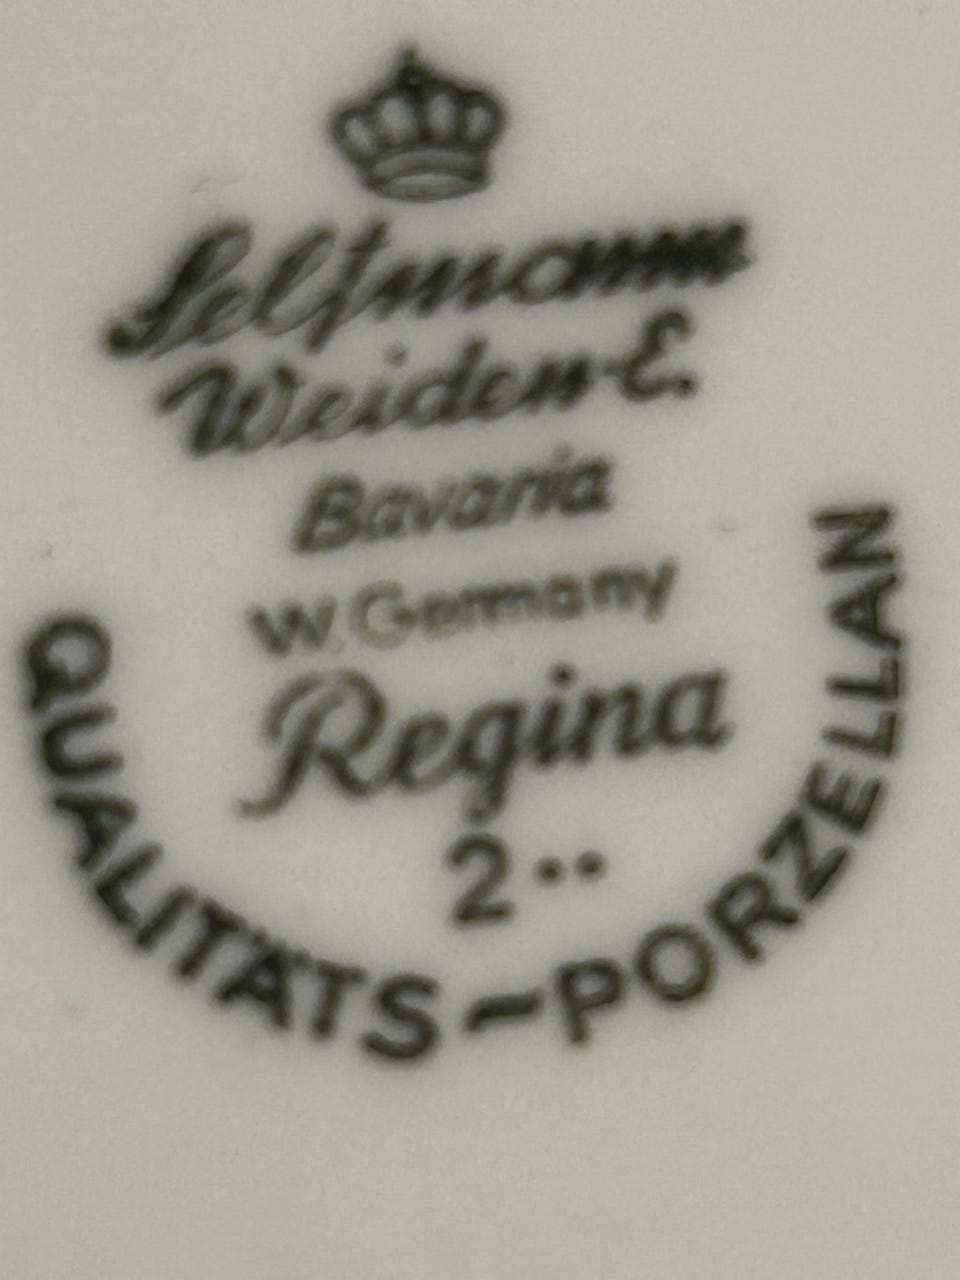 Seltmann
Weiden-E.
Bavaria
W. Germany
Regina
2··
QUALITÄTS-PORZELLAN